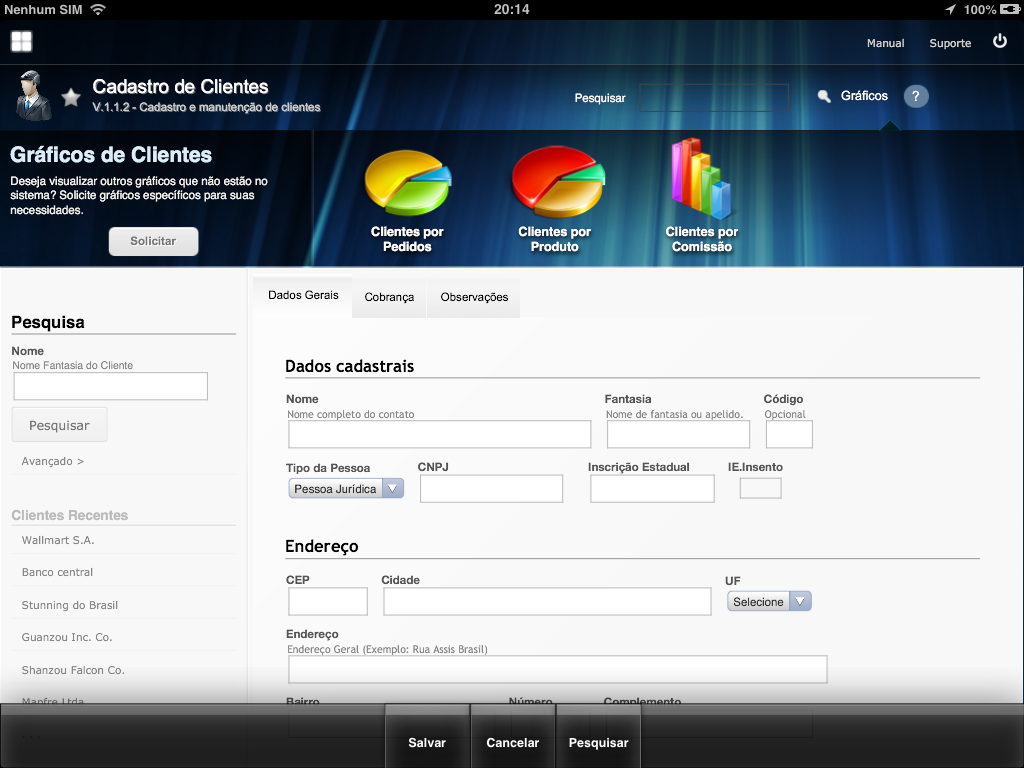 Nenhum SIM
20:14
100%
Manual
Suporte
Cadastro de Clientes
V.1.1.2 - Cadastro e manutenção de clientes
Pesquisar
Gráficos
?
Gráficos de Clientes
Deseja visualizar outros gráficos que não estão no
sistema? Solicite gráficos específicos para suas
necessidades.
Solicitar
Clientes por
Pedidos
Clientes por
Produto
Clientes por
Comissão
Dados Gerais
Cobrança
Observações
Pesquisa
Nome
Nome Fantasia do Cliente
Pesquisar
Avançado >
Clientes Recentes
Wallmart S.A.
Banco central
Stunning do Brasil
Guanzou Inc. Co.
Shanzou Falcon Co.
Mapfre Ltda
. . .
Dados cadastrais
Nome
Nome completo do contato
Fantasia
Nome de fantasia ou apelido.
Código
Opcional
Tipo da Pessoa
Pessoa Jurídica
CNPJ
Inscrição Estadual
IE.Insento
Endereço
CEP
Cidade
UF
Selecione
Endereço
Endereço Geral (Exemplo: Rua Assis Brasil)
Bairro
Número
Complemento
Salvar
Cancelar
Pesquisar